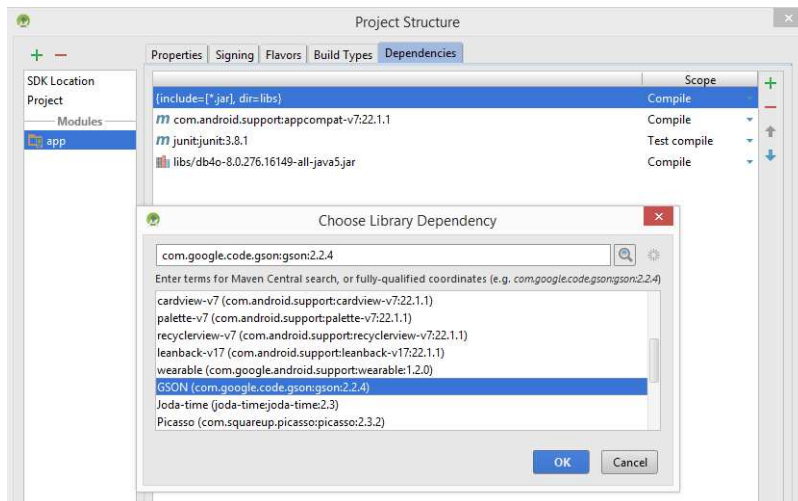 Project Structure
Properties Signing Flavors Build Types Dependencies
SDK Location
Project
Modules
app
Scope
{include=[*.jar], dir=libs} Compile
m com.android.support:appcompat-v7:22.1.1 Compile
m junit:junit:3.8.1 Test compile
libs/db4o-8.0.276.16149-all-java5.jar Compile
Choose Library Dependency
com.google.code.gson:gson:2.2.4
Enter terms for Maven Central search, or fully-qualified coordinates (e.g. com.google.code.gson:gson:2.2.4)
cardview-v7 (com.android.support:cardview-v7:22.1.1)
palette-v7 (com.android.support:palette-v7:22.1.1)
recyclerview-v7 (com.android.support:recyclerview-v7:22.1.1)
leanback-v17 (com.android.support:leanback-v17:22.1.1)
wearable (com.google.android.support:wearable:1.2.0)
GSON (com.google.code.gson:gson:2.2.4)
Joda-time (joda-time:joda-time:2.3)
Picasso (com.squareup.picasso:picasso:2.3.2)
OK Cancel